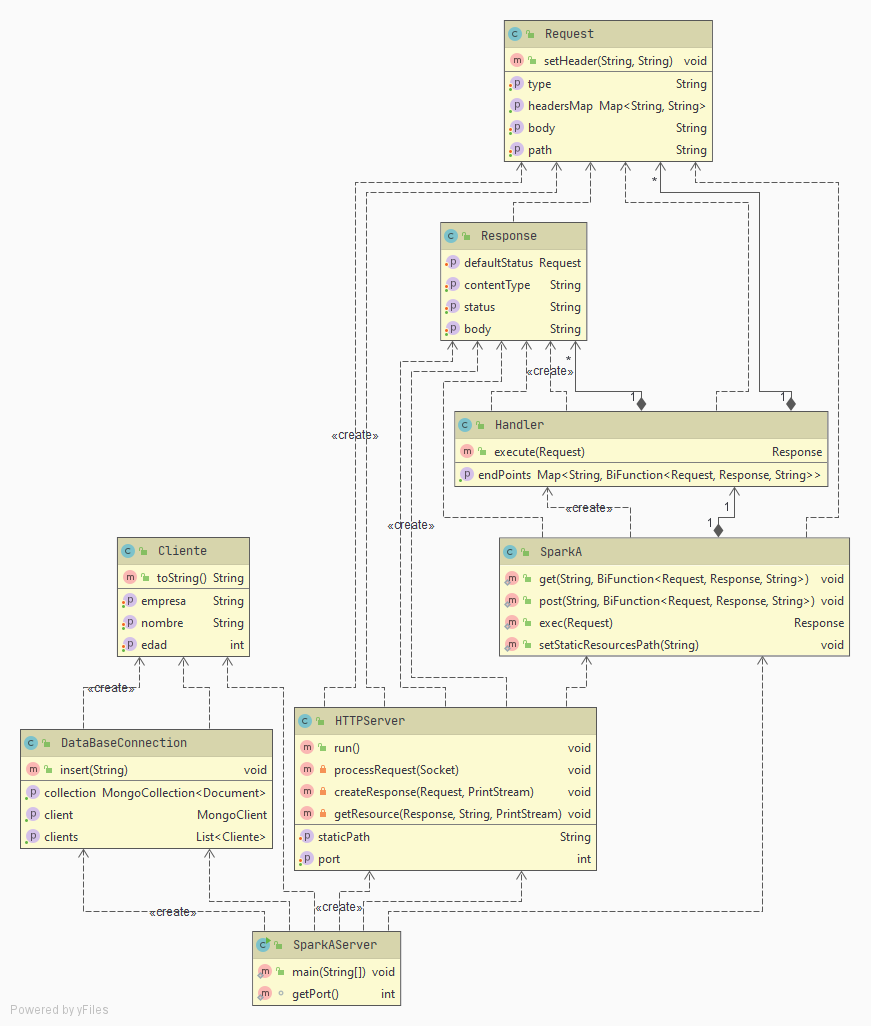 Request
setHeader(String, String) void
type String
headersMap Map<String, String>
body String
path String
*
Response
defaultStatus Request
contentType String
status String
body String
*
«create»
1
1
«create»
Handler
execute(Request) Response
endPoints Map<String, BiFunction<Request, Response, String>>
1
«create»
1
«create»
Cliente
toString() String
empresa String
nombre String
edad int
SparkA
get(String, BiFunction<Request, Response, String>) void
post(String, BiFunction<Request, Response, String>) void
exec(Request) Response
setStaticResourcesPath(String) void
«create»
HTTPServer
run() void
processRequest(Socket) void
createResponse(Request, PrintStream) void
getResource(Response, String, PrintStream) void
staticPath String
port int
DataBaseConnection
insert(String) void
collection MongoCollection<Document>
client MongoClient
clients List<Cliente>
«create»
«create»
SparkAServer
main(String[]) void
getPort() int
Powered by yFiles